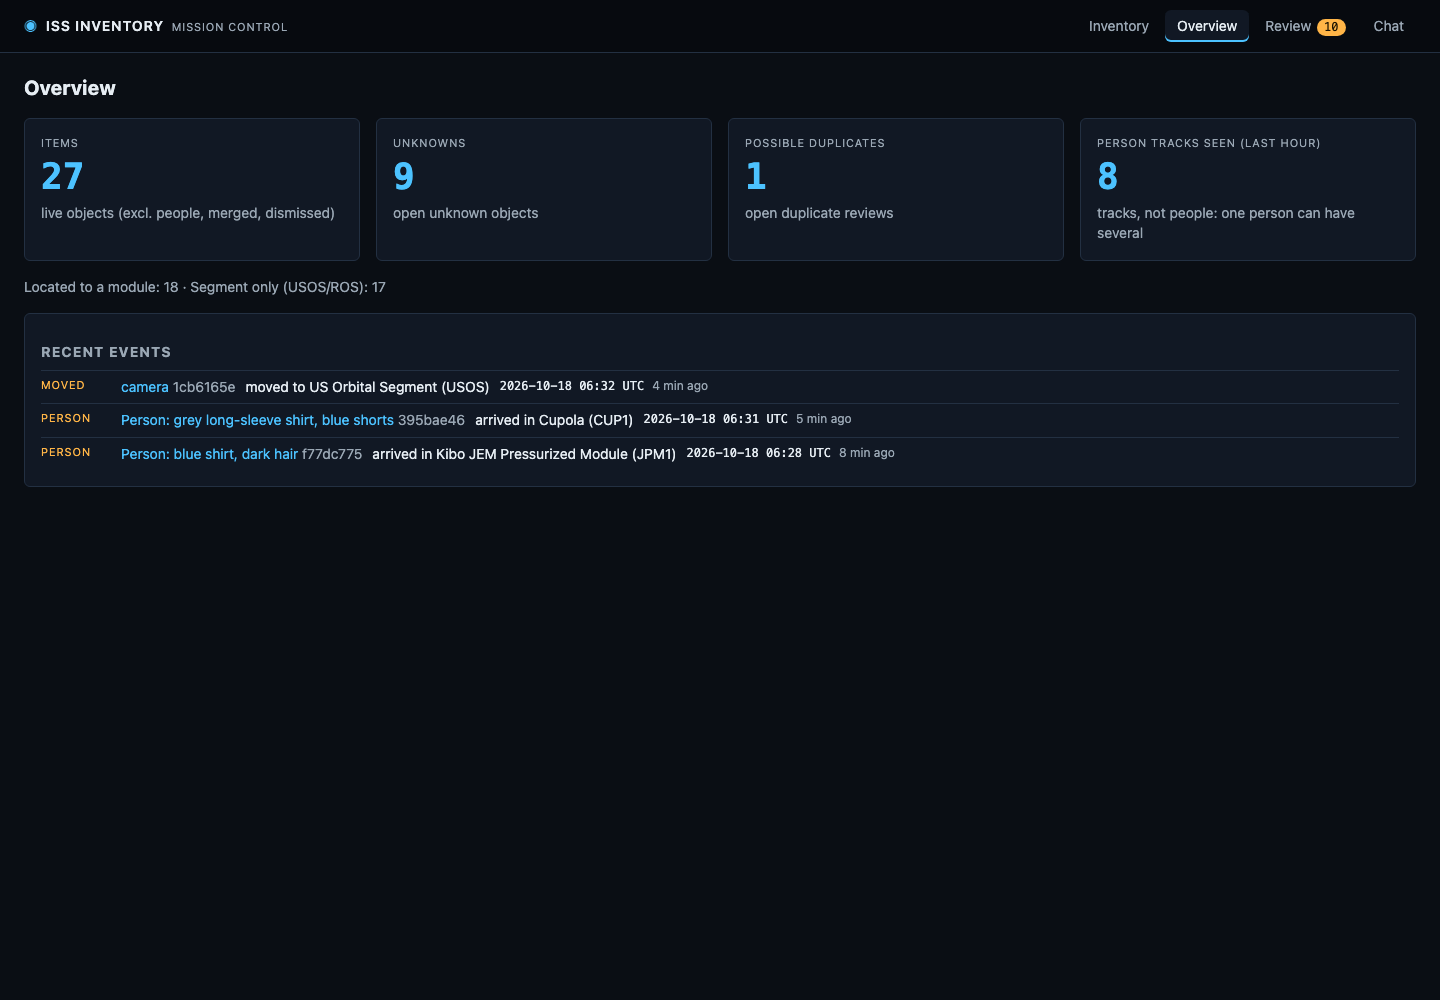 ISS INVENTORY MISSION CONTROL
Inventory Overview Review 10 Chat
Overview
ITEMS
27
live objects (excl. people, merged, dismissed)
UNKNOWNS
9
open unknown objects
POSSIBLE DUPLICATES
1
open duplicate reviews
PERSON TRACKS SEEN (LAST HOUR)
8
tracks, not people: one person can have
several
Located to a module: 18 · Segment only (USOS/ROS): 17
RECENT EVENTS
MOVED camera 1cb6165e moved to US Orbital Segment (USOS) 2026-10-18 06:32 UTC 4 min ago
PERSON Person: grey long-sleeve shirt, blue shorts 395bae46 arrived in Cupola (CUP1) 2026-10-18 06:31 UTC 5 min ago
PERSON Person: blue shirt, dark hair f77dc775 arrived in Kibo JEM Pressurized Module (JPM1) 2026-10-18 06:28 UTC 8 min ago